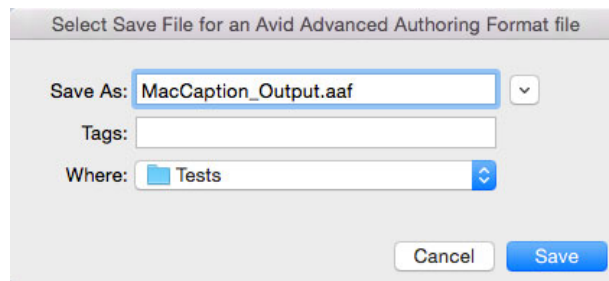 Select Save File for an Avid Advanced Authoring Format file
Save As: MacCaption_Output.aaf
Tags:
Where: Tests
Cancel Save